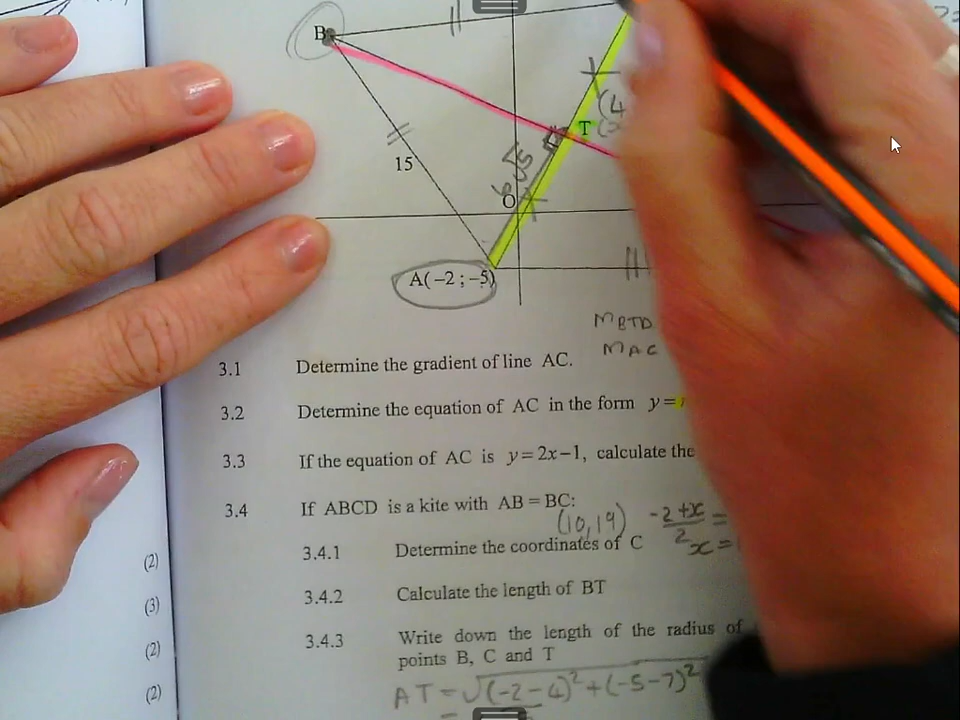 B
15
6√5
T
(4
O
A(−2 ; −5)
MBTD
MAC
3.1 Determine the gradient of line AC.
3.2 Determine the equation of AC in the form y=
3.3 If the equation of AC is y=2x−1, calculate the
3.4 If ABCD is a kite with AB=BC:
(10,19) -2+x/2 =
x=
3.4.1 Determine the coordinates of C
(2)
3.4.2 Calculate the length of BT
(3)
3.4.3 Write down the length of the radius of
points B, C and T
(2)
(2)
AT=√(-2-4)²+(-5-7)²